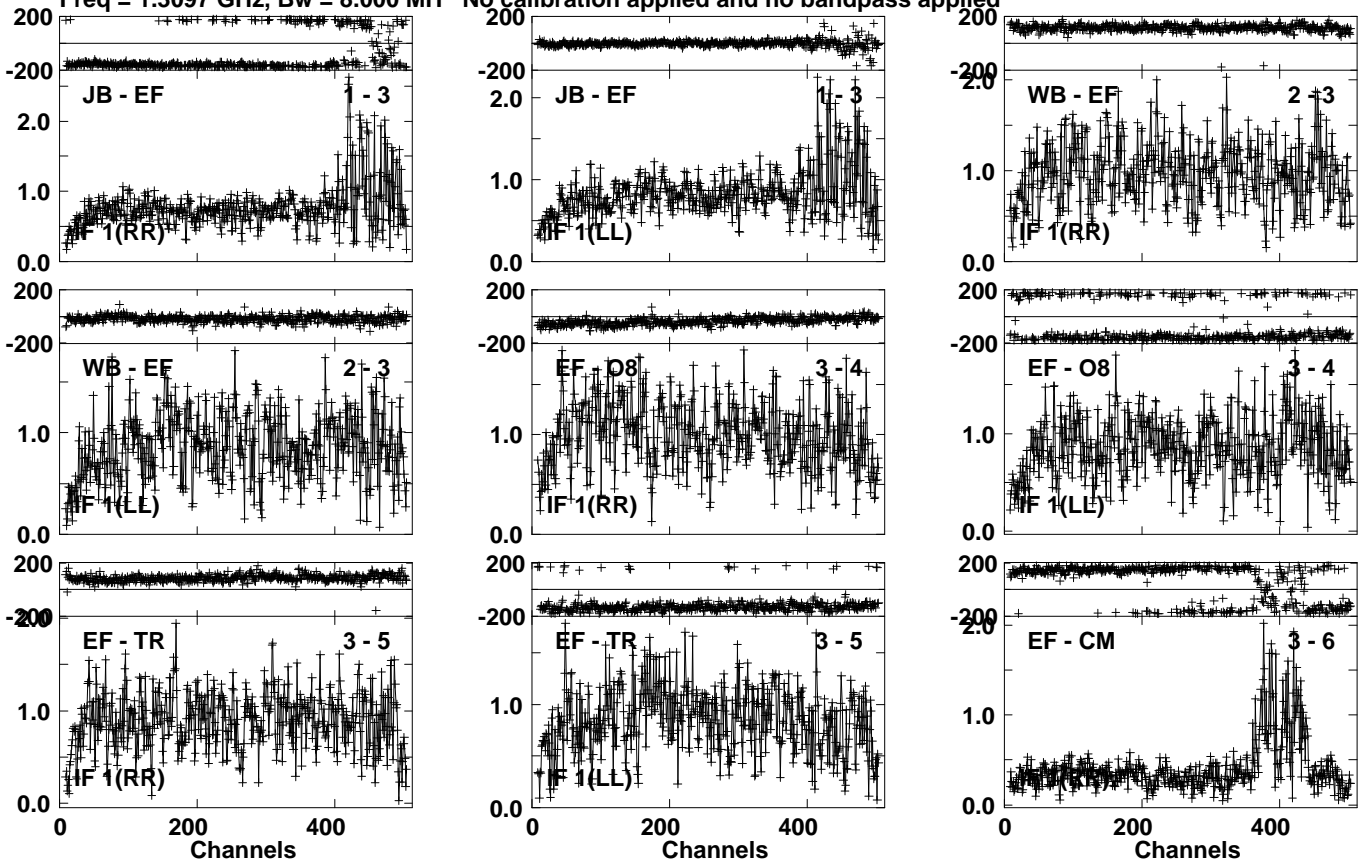 Freq = 1.3097 GHz, Bw = 8.000 MH No calibration applied and no bandpass applied
200
-200
JB - EF 1 - 3
2.0
1.0
IF 1(RR)
0.0
200
-200
JB - EF 1 - 3
2.0
1.0
IF 1(LL)
0.0
200
-200
2.0
WB - EF 2 - 3
1.0
IF 1(RR)
0.0
200
-200
WB - EF 2 - 3
1.0
IF 1(LL)
0.0
200
-200
EF - O8 3 - 4
1.0
IF 1(RR)
0.0
200
-200
EF - O8 3 - 4
1.0
IF 1(LL)
0.0
200
-200
2.0
EF - TR 3 - 5
1.0
IF 1(RR)
0.0
0 200 400
Channels
200
-200
EF - TR 3 - 5
1.0
IF 1(LL)
0.0
0 200 400
Channels
200
-200
2.0
EF - CM 3 - 6
1.0
IF 1(RR)
0.0
0 200 400
Channels